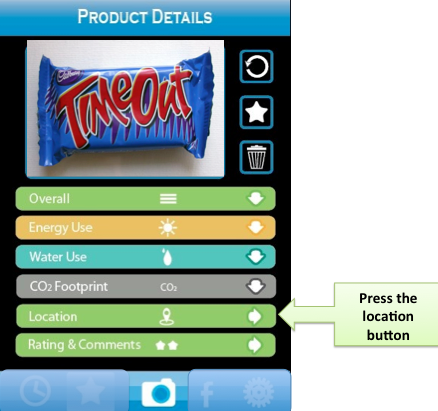 PRODUCT DETAILS
Cadbury
TimeOut
Overall
Energy Use
Water Use
CO2 Footprint CO2
Location
Rating & Comments
Press the
location
button
f